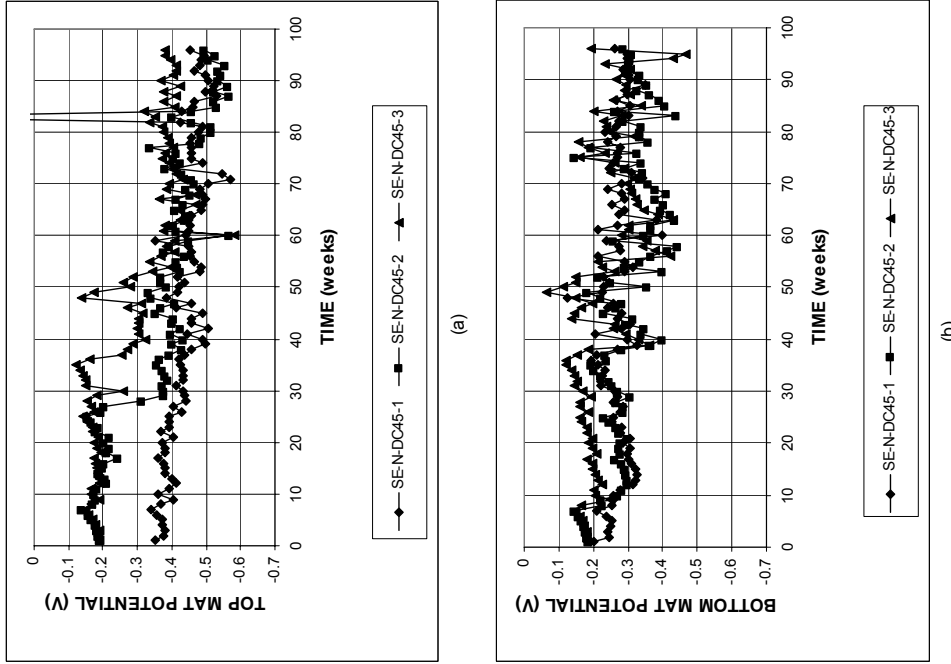 0
-0.1
-0.2
-0.3
-0.4
-0.5
-0.6
-0.7
TOP MAT POTENTIAL (V)
0 10 20 30 40 50 60 70 80 90 100
TIME (weeks)
SE-N-DC45-1 SE-N-DC45-2 SE-N-DC45-3
(a)
0
-0.1
-0.2
-0.3
-0.4
-0.5
-0.6
-0.7
BOTTOM MAT POTENTIAL (V)
0 10 20 30 40 50 60 70 80 90 100
TIME (weeks)
SE-N-DC45-1 SE-N-DC45-2 SE-N-DC45-3
(b)